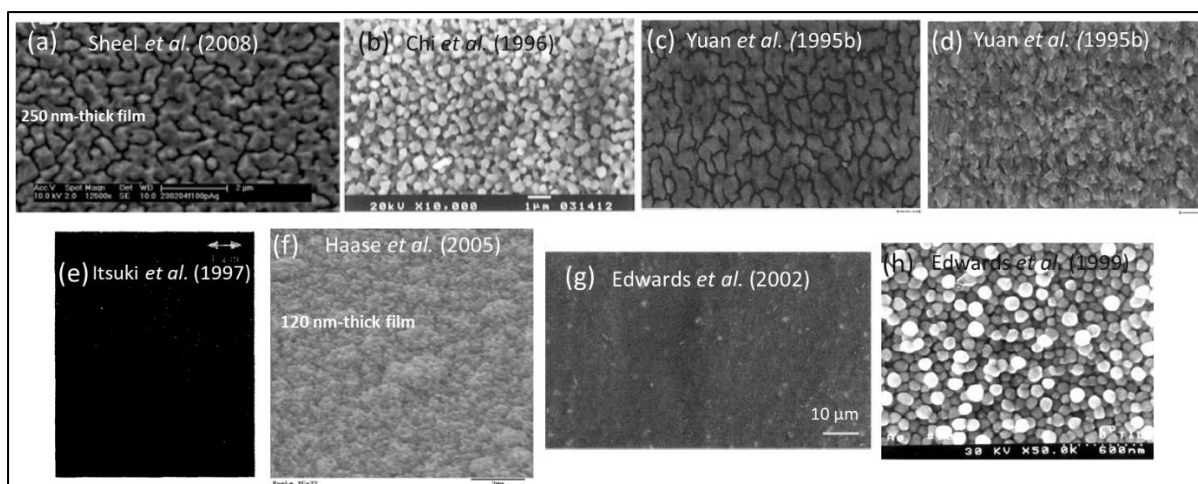 (a) Sheel et al. (2008)
250 nm-thick film
Acc.V Spot Magn Det WD 2 µm
10.0 kV 2.0 12500x SE 10.0
(b) Chi et al. (1996)
20kV X10,000 1µm 031412
(c) Yuan et al. (1995b)
(d) Yuan et al. (1995b)
(e) Itsuki et al. (1997)
(f) Haase et al. (2005)
120 nm-thick film
(g) Edwards et al. (2002)
10 µm
(h) Edwards et al. (1999)
30 KV X50.0K 600nm